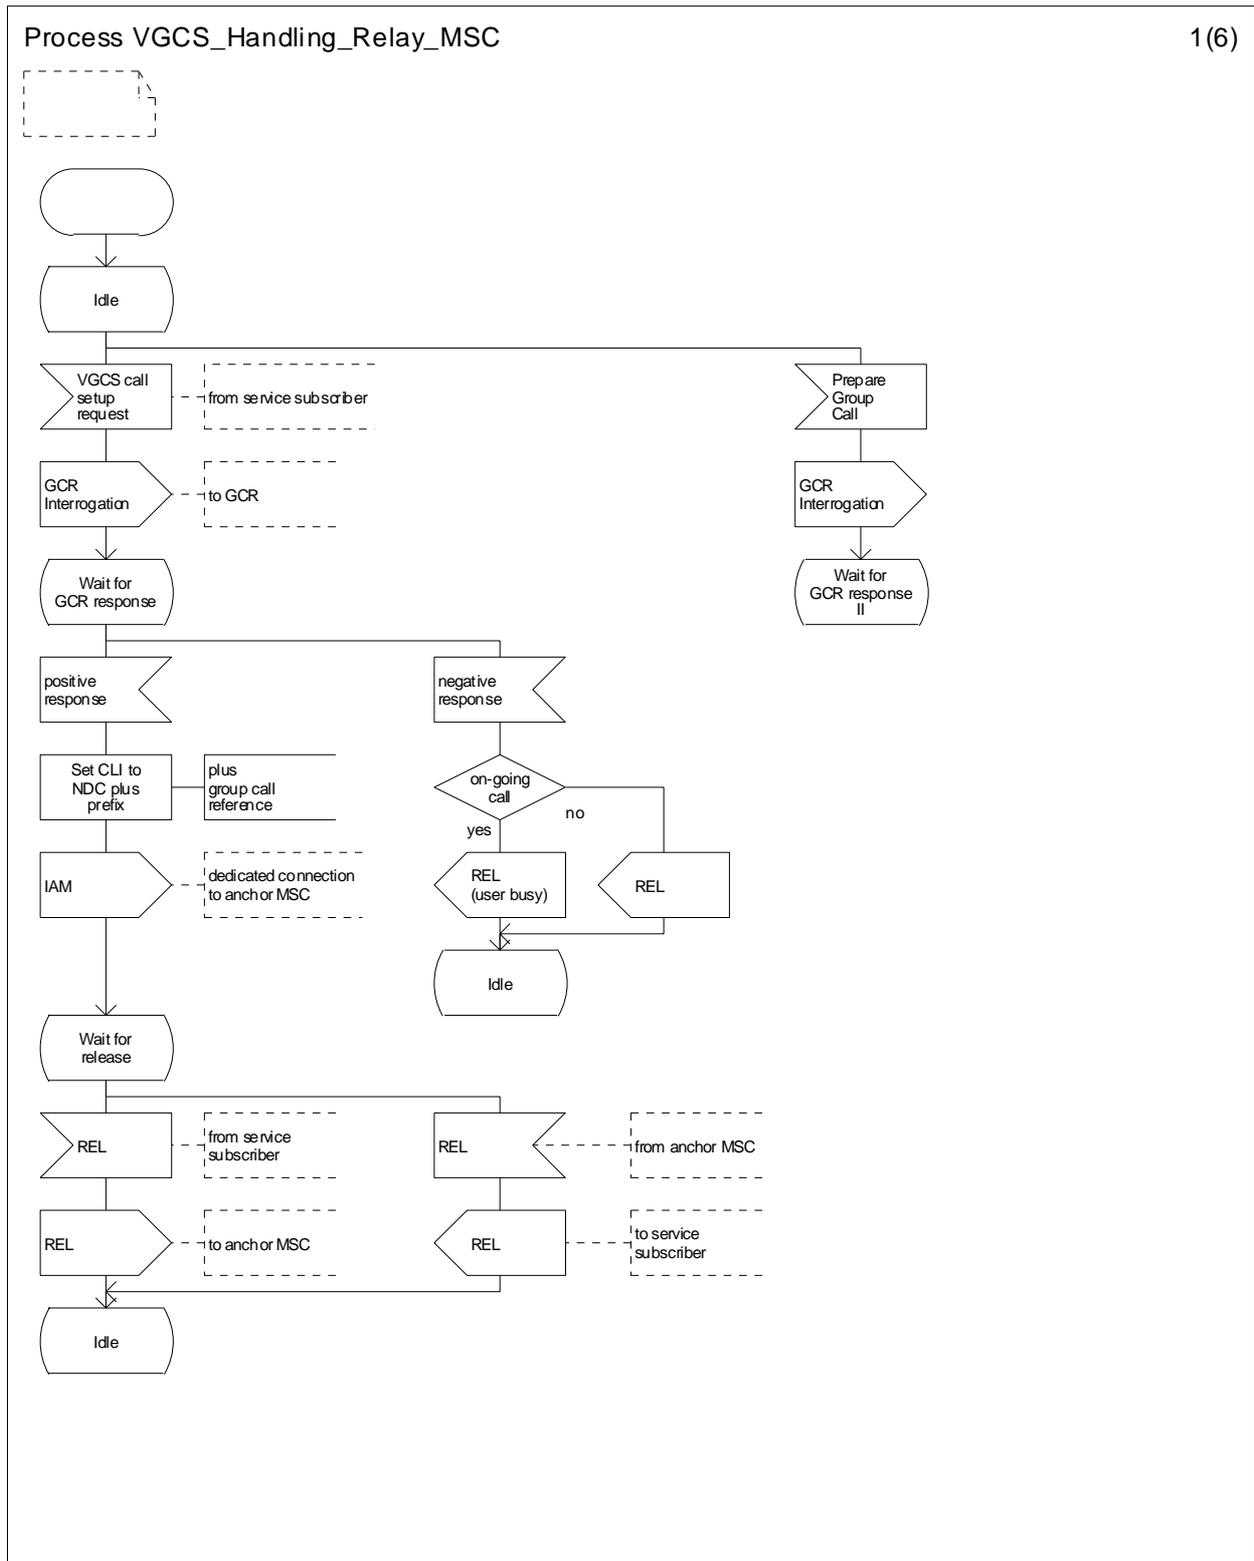 Process VGCS_Handling_Relay_MSC
1(6)
Idle
VGCS call
setup
request
from service subscriber
Prepare
Group
Call
GCR
Interrogation
to GCR
GCR
Interrogation
Wait for
GCR response
Wait for
GCR response
II
positive
response
negative
response
Set CLI to
NDC plus
prefix
plus
group call
reference
on-going
call
no
yes
IAM
dedicated connection
to anchor MSC
REL
(user busy)
REL
Idle
Wait for
release
REL
from service
subscriber
REL
from anchor MSC
REL
to anchor MSC
REL
to service
subscriber
Idle